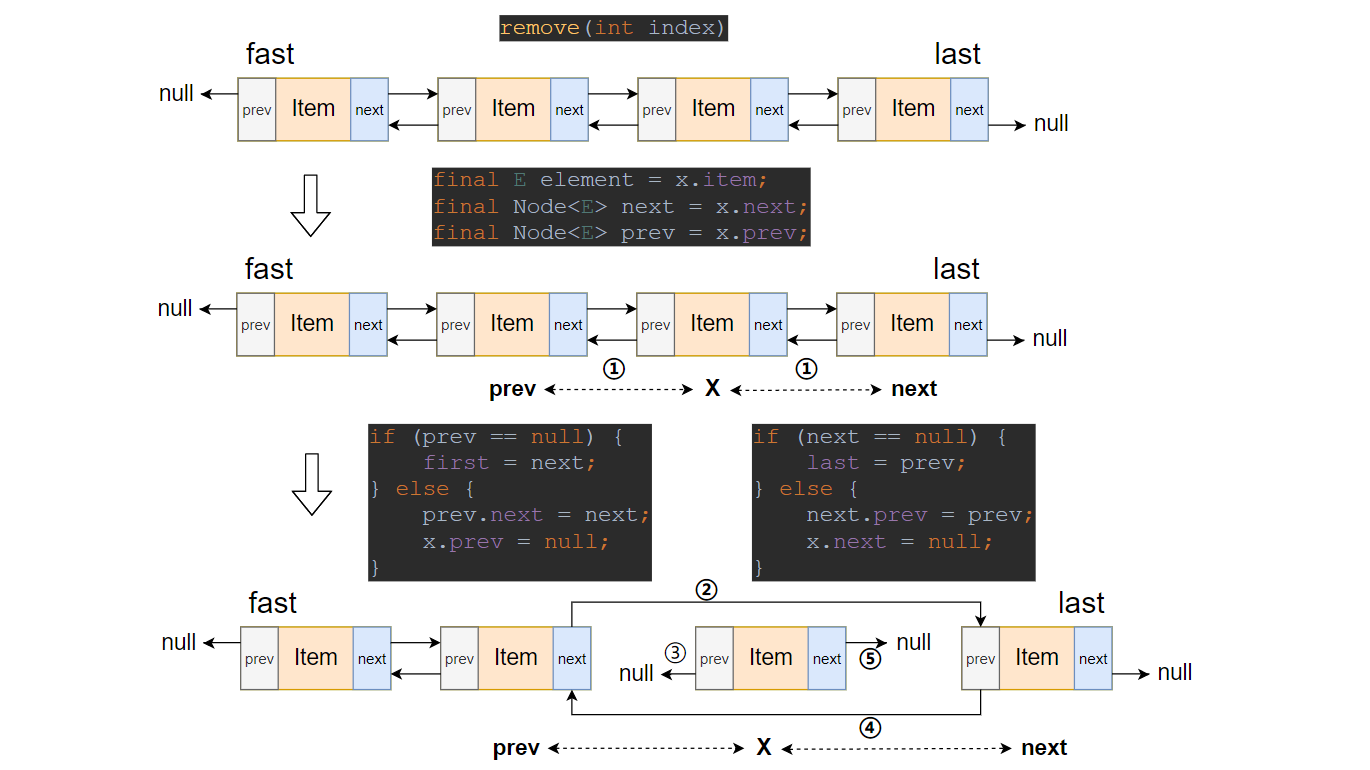 remove(int index)
fast last
null prev Item next prev Item next prev Item next prev Item next null
final E element = x.item;
final Node<E> next = x.next;
final Node<E> prev = x.prev;
fast last
null prev Item next prev Item next prev Item next prev Item next null
① ①
prev X next
if (prev == null) {
    first = next;
} else {
    prev.next = next;
    x.prev = null;
}
if (next == null) {
    last = prev;
} else {
    next.prev = prev;
    x.next = null;
}
②
fast last
null prev Item next prev Item next null ③ prev Item next ⑤ null prev Item next null
④
prev X next